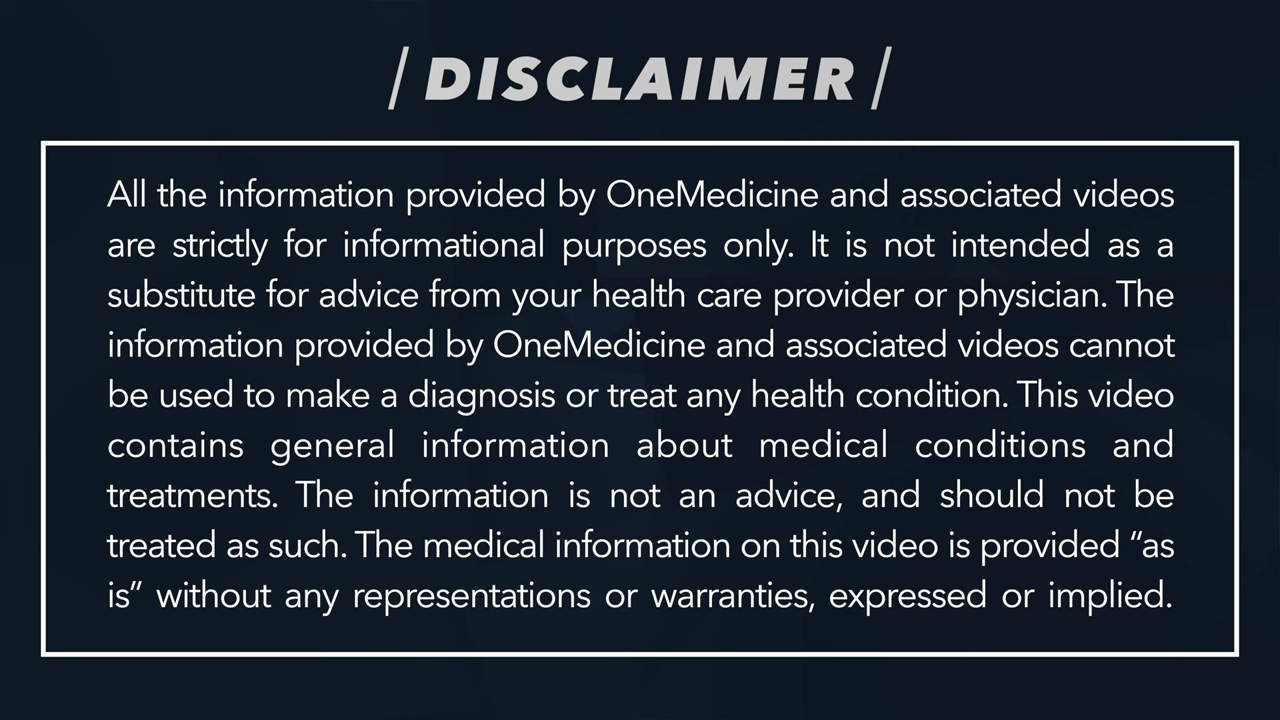 / DISCLAIMER /
All the information provided by OneMedicine and associated videos
are strictly for informational purposes only. It is not intended as a
substitute for advice from your health care provider or physician. The
information provided by OneMedicine and associated videos cannot
be used to make a diagnosis or treat any health condition. This video
contains general information about medical conditions and
treatments. The information is not an advice, and should not be
treated as such. The medical information on this video is provided “as
is” without any representations or warranties, expressed or implied.